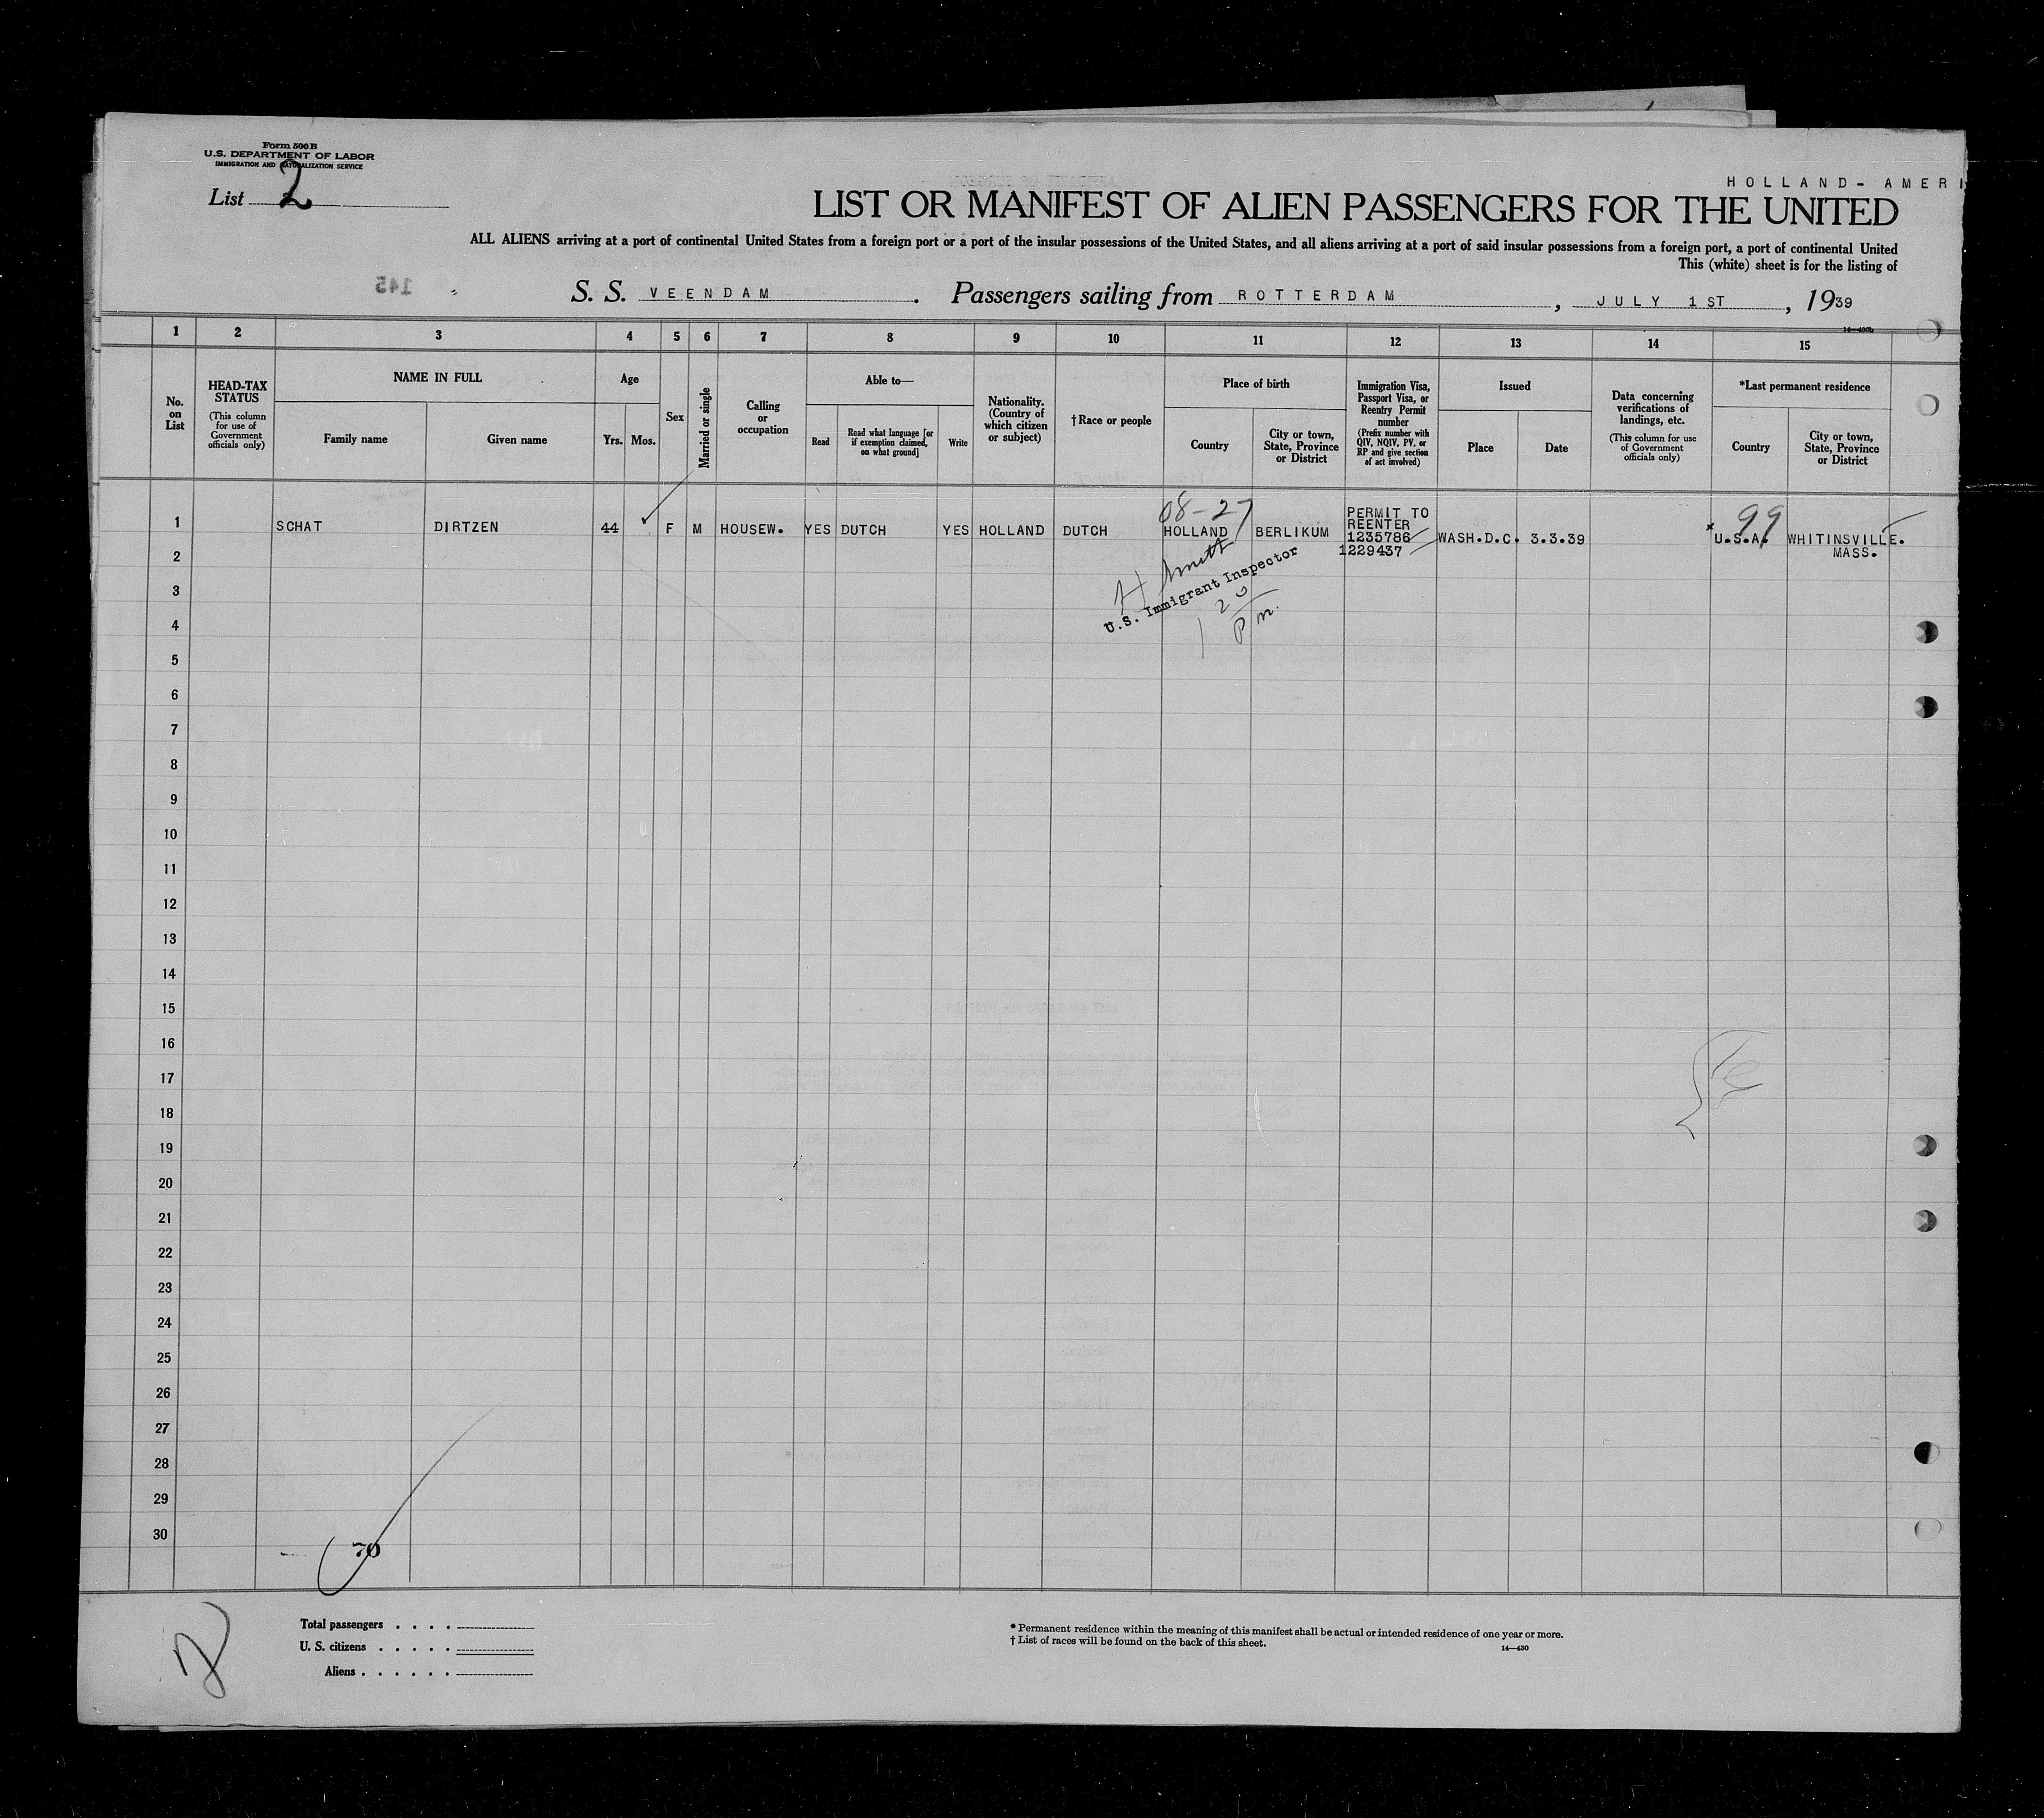 Form 500 B
U.S. DEPARTMENT OF LABOR
IMMIGRATION AND NATURALIZATION SERVICE
List 2
HOLLAND- AMERI
LIST OR MANIFEST OF ALIEN PASSENGERS FOR THE UNITED
ALL ALIENS arriving at a port of continental United States from a foreign port or a port of the insular possessions of the United States, and all aliens arriving at a port of said insular possessions from a foreign port, a port of continental United
This (white) sheet is for the listing of
145
S. S. VEENDAM . Passengers sailing from ROTTERDAM , JULY 1ST , 1939
14—430b
1 2 3 4 5 6 7 8 9 10 11 12 13 14 15
No. on List
HEAD-TAX STATUS
(This column for use of Government officials only)
NAME IN FULL
Family name
Given name
Age
Yrs. Mos.
Sex
Married or single
Calling or occupation
Able to—
Read
Read what language [or if exemption claimed, on what ground]
Write
Nationality. (Country of which citizen or subject)
†Race or people
Place of birth
Country
City or town, State, Province or District
Immigration Visa, Passport Visa, or Reentry Permit number
(Prefix number with QIV, NQIV, PV, or RP and give section of act involved)
Issued
Place
Date
Data concerning verifications of landings, etc.
(This column for use of Government officials only)
*Last permanent residence
Country
City or town, State, Province or District
08-27
99
PERMIT TO
REENTER
1 SCHAT DIRTZEN 44 F M HOUSEW. YES DUTCH YES HOLLAND DUTCH HOLLAND BERLIKUM 1235786 WASH.D.C. 3.3.39 * U.S.A. WHITINSVILLE.
2 1229437 MASS.
U.S. Immigrant Inspector
1 20
Pm.
3
4
5
6
7
8
9
10
11
12
13
14
15
16
17
18
19
20
21
22
23
24
25
26
27
28
29
30
70
Total passengers . . . .
U. S. citizens . . . . .
Aliens . . . . . .
* Permanent residence within the meaning of this manifest shall be actual or intended residence of one year or more.
† List of races will be found on the back of this sheet.
14—430